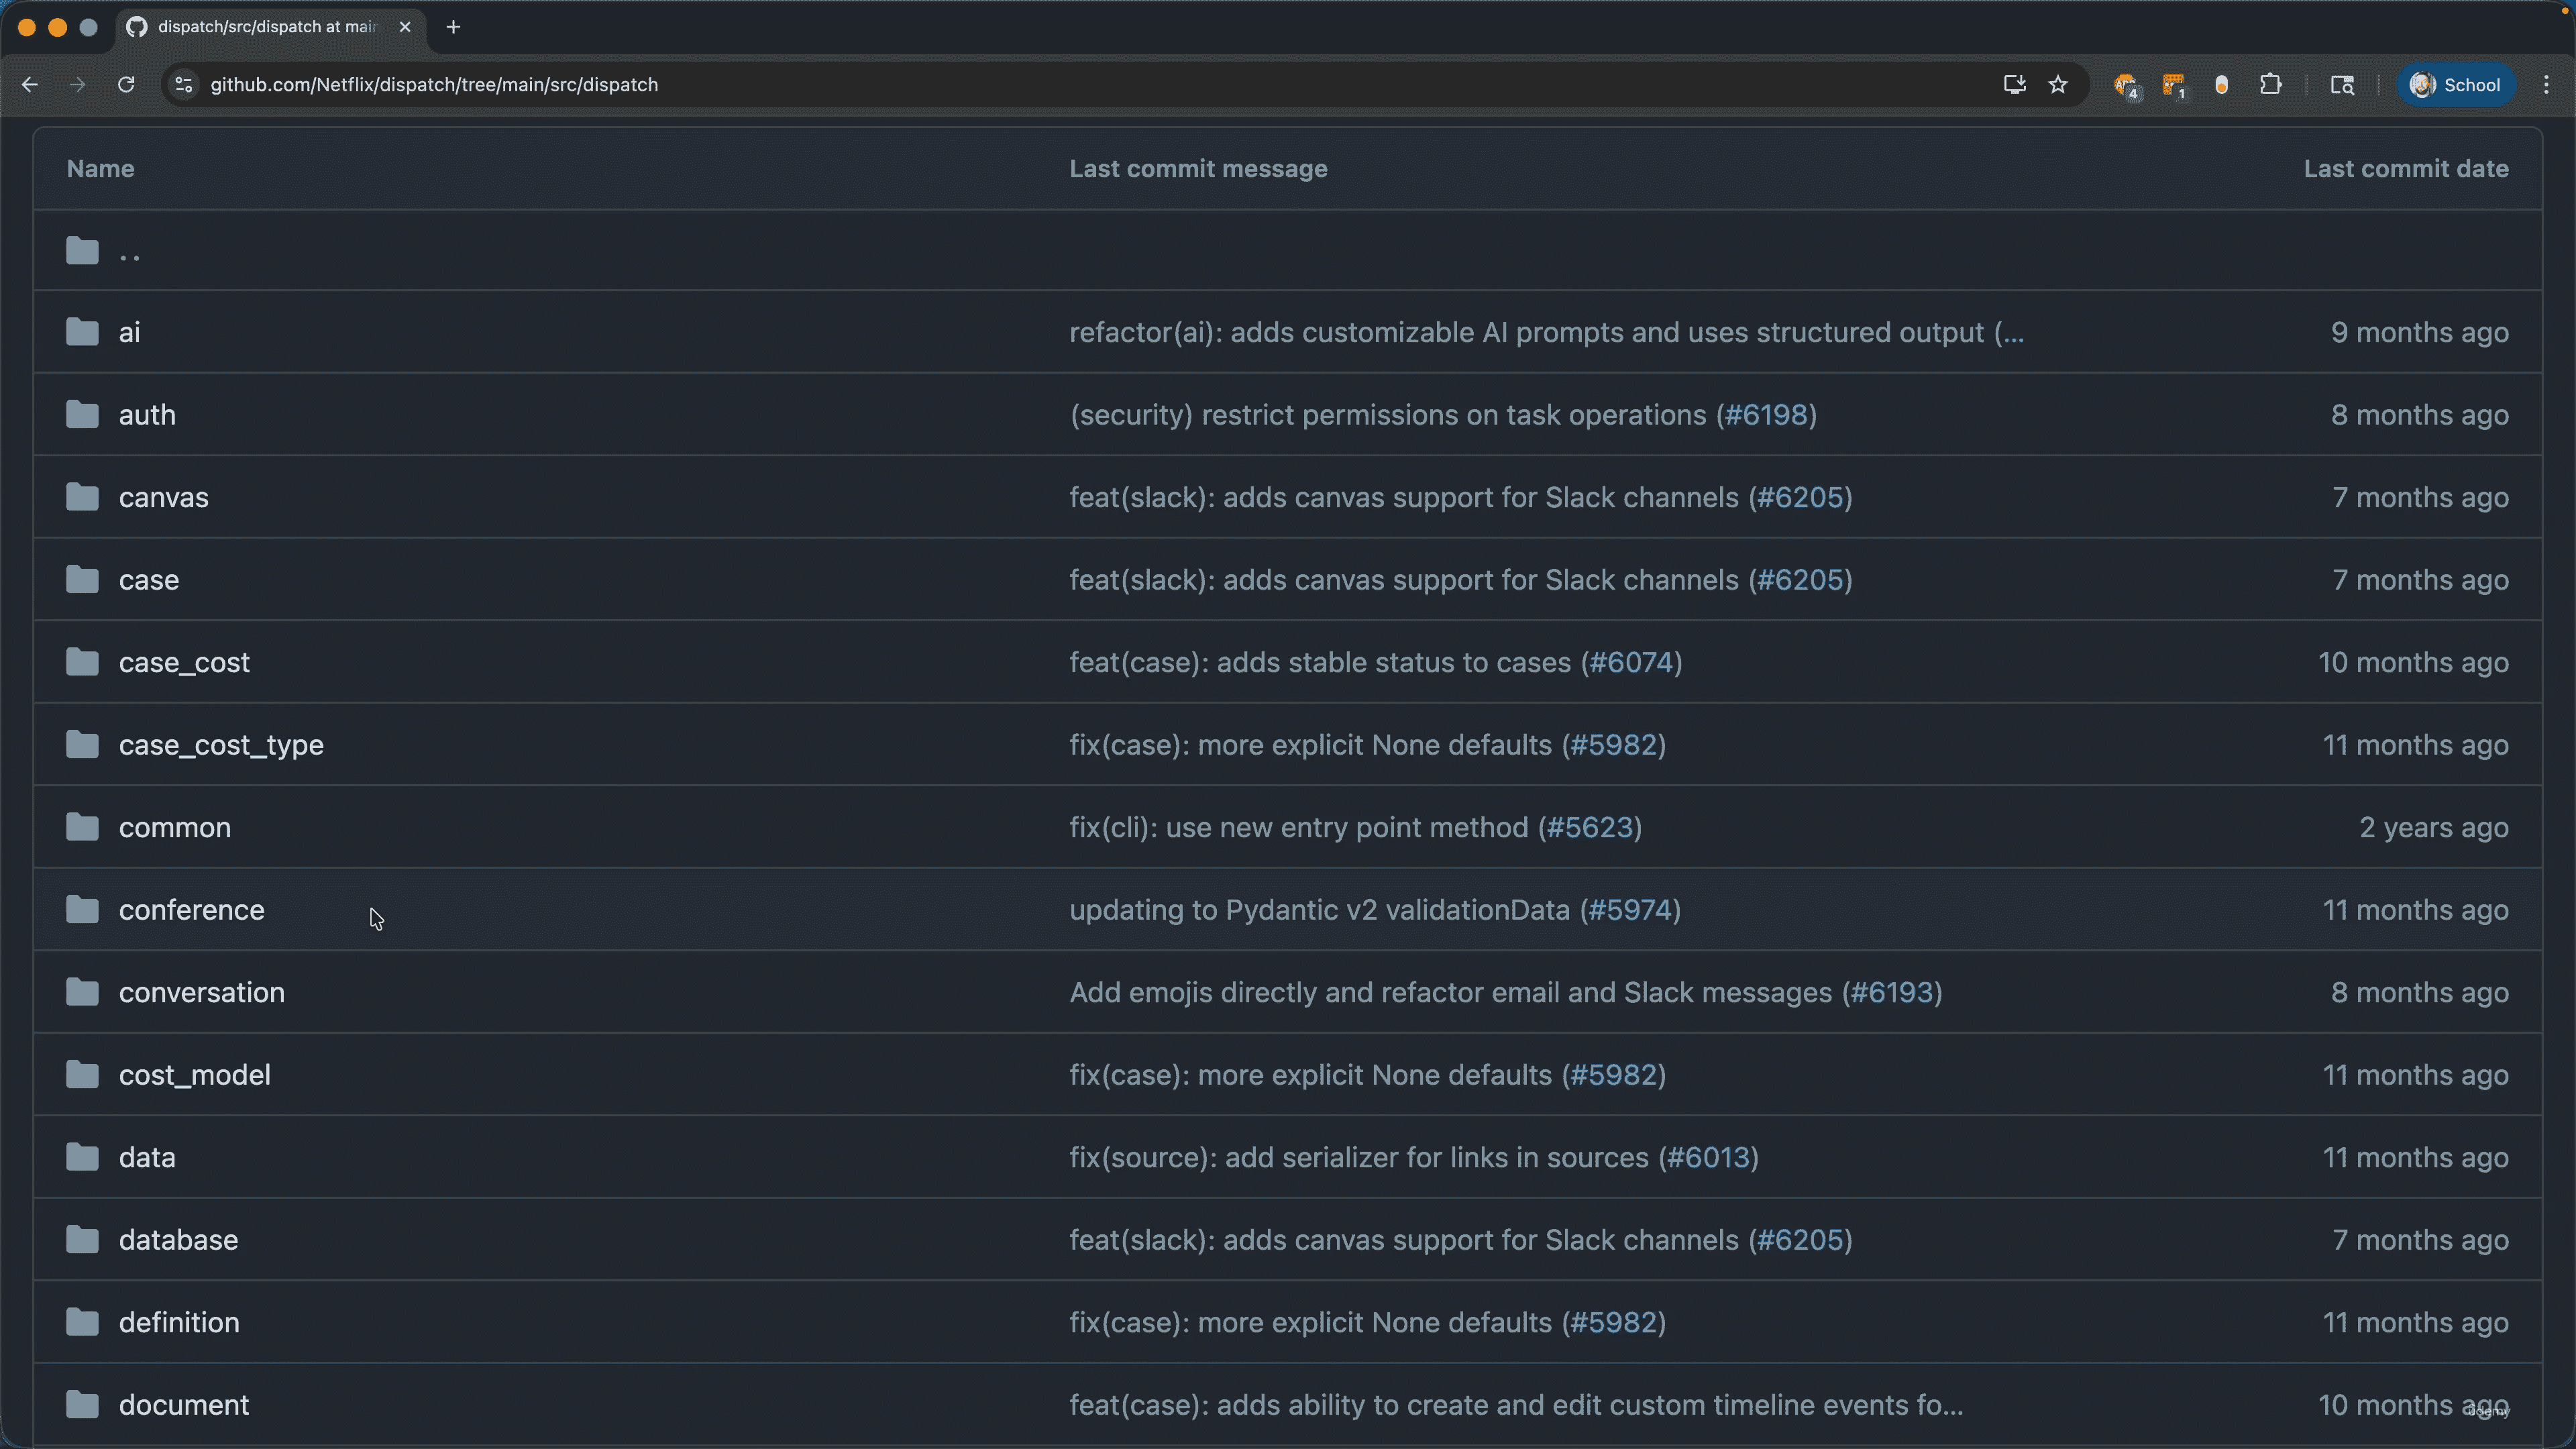 dispatch/src/dispatch at main
github.com/Netflix/dispatch/tree/main/src/dispatch
4
1
School
Name Last commit message Last commit date
..
ai refactor(ai): adds customizable AI prompts and uses structured output (... 9 months ago
auth (security) restrict permissions on task operations (#6198) 8 months ago
canvas feat(slack): adds canvas support for Slack channels (#6205) 7 months ago
case feat(slack): adds canvas support for Slack channels (#6205) 7 months ago
case_cost feat(case): adds stable status to cases (#6074) 10 months ago
case_cost_type fix(case): more explicit None defaults (#5982) 11 months ago
common fix(cli): use new entry point method (#5623) 2 years ago
conference updating to Pydantic v2 validationData (#5974) 11 months ago
conversation Add emojis directly and refactor email and Slack messages (#6193) 8 months ago
cost_model fix(case): more explicit None defaults (#5982) 11 months ago
data fix(source): add serializer for links in sources (#6013) 11 months ago
database feat(slack): adds canvas support for Slack channels (#6205) 7 months ago
definition fix(case): more explicit None defaults (#5982) 11 months ago
document feat(case): adds ability to create and edit custom timeline events fo... 10 months ago
udemy